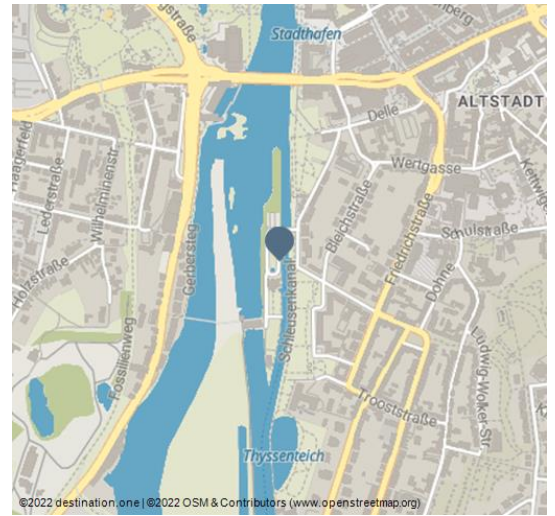 Stadthafen
ALTSTADT
Delle
Haagerfeld
Lederstraße
Wilhelminenstr
Wertgasse
Bleichstraße
Friedrichstraße
Schulstraße
Gerbersteg
Holzstraße
Fossilienweg
Schleusenkanal
Dohne
Ludwig-Wolker-Str
Trooststraße
Thyssenteich
©2022 destination.one | ©2022 OSM & Contributors (www.openstreetmap.org)